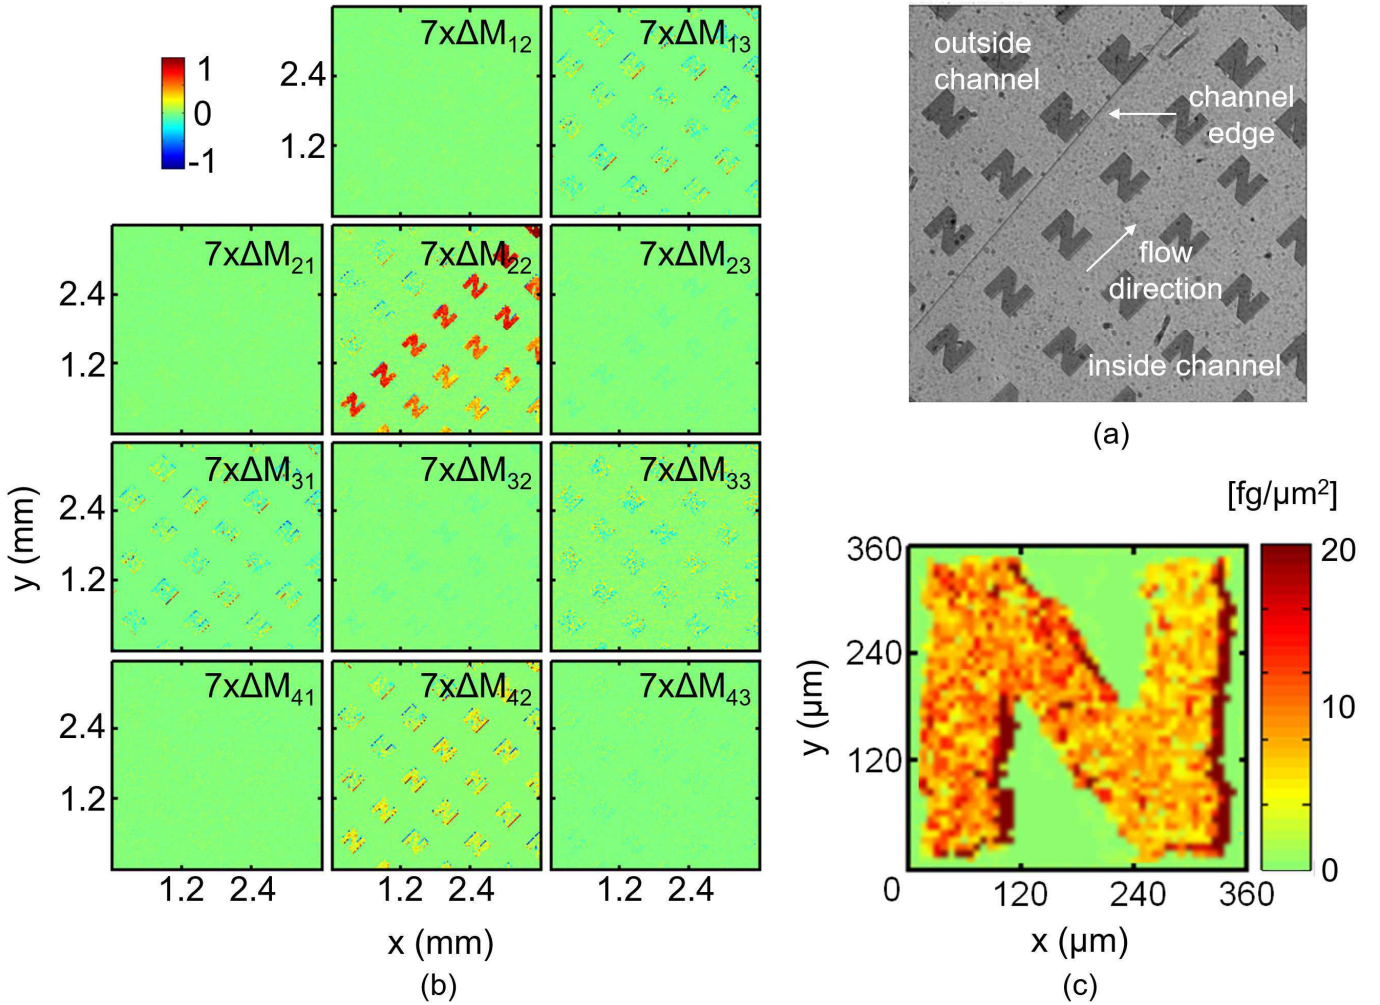 1
0
-1
7xΔM12
7xΔM13
2.4
1.2
7xΔM21
7xΔM22
7xΔM23
2.4
1.2
7xΔM31
7xΔM32
7xΔM33
2.4
1.2
7xΔM41
7xΔM42
7xΔM43
2.4
1.2
1.2 2.4
1.2 2.4
1.2 2.4
y (mm)
x (mm)
(b)
outside
channel
channel
edge
flow
direction
inside channel
(a)
[fg/µm²]
360
240
120
0
120
240
360
y (µm)
x (µm)
20
10
0
(c)